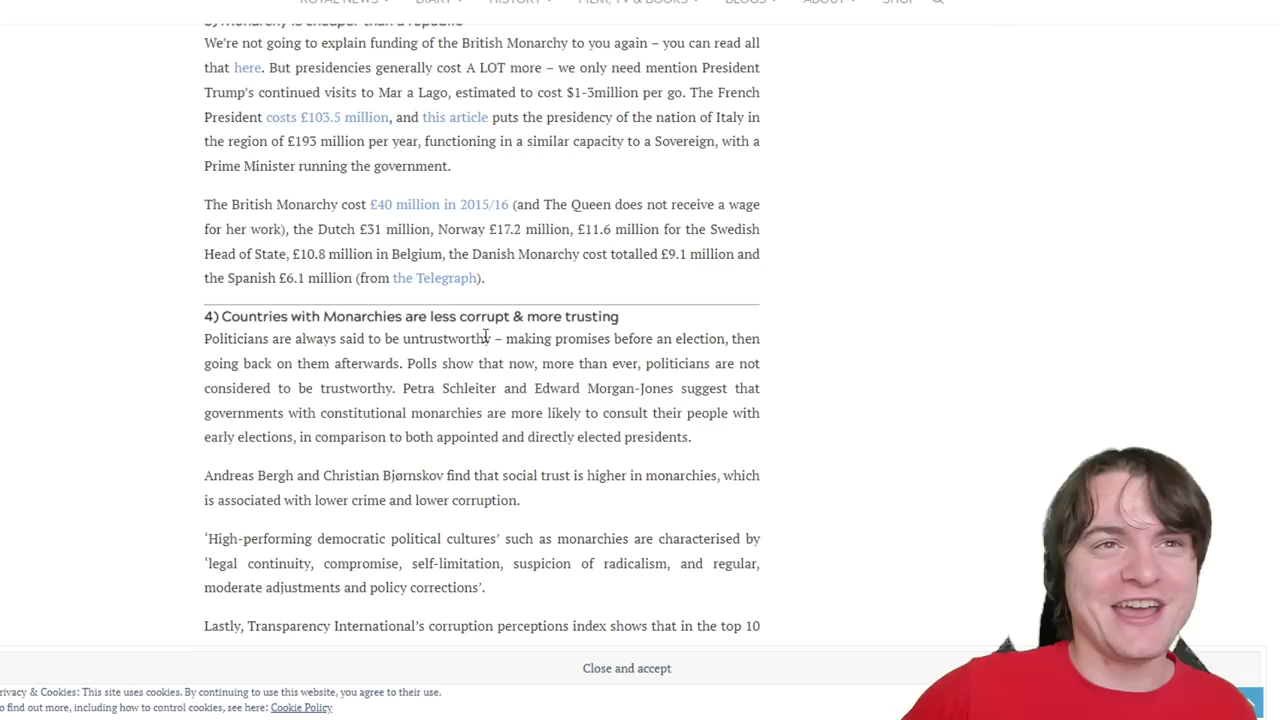 ROYAL NEWS DIARY HISTORY FILM, TV & BOOKS BLOGS ABOUT SHOP
3) Monarchy is cheaper than a republic
We’re not going to explain funding of the British Monarchy to you again – you can read all
that here. But presidencies generally cost A LOT more – we only need mention President
Trump’s continued visits to Mar a Lago, estimated to cost $1-3million per go. The French
President costs £103.5 million, and this article puts the presidency of the nation of Italy in
the region of £193 million per year, functioning in a similar capacity to a Sovereign, with a
Prime Minister running the government.
The British Monarchy cost £40 million in 2015/16 (and The Queen does not receive a wage
for her work), the Dutch £31 million, Norway £17.2 million, £11.6 million for the Swedish
Head of State, £10.8 million in Belgium, the Danish Monarchy cost totalled £9.1 million and
the Spanish £6.1 million (from the Telegraph).
4) Countries with Monarchies are less corrupt & more trusting
Politicians are always said to be untrustworthy – making promises before an election, then
going back on them afterwards. Polls show that now, more than ever, politicians are not
considered to be trustworthy. Petra Schleiter and Edward Morgan-Jones suggest that
governments with constitutional monarchies are more likely to consult their people with
early elections, in comparison to both appointed and directly elected presidents.
Andreas Bergh and Christian Bjørnskov find that social trust is higher in monarchies, which
is associated with lower crime and lower corruption.
‘High-performing democratic political cultures’ such as monarchies are characterised by
‘legal continuity, compromise, self-limitation, suspicion of radicalism, and regular,
moderate adjustments and policy corrections’.
Lastly, Transparency International’s corruption perceptions index shows that in the top 10
Close and accept
rivacy & Cookies: This site uses cookies. By continuing to use this website, you agree to their use.
o find out more, including how to control cookies, see here: Cookie Policy